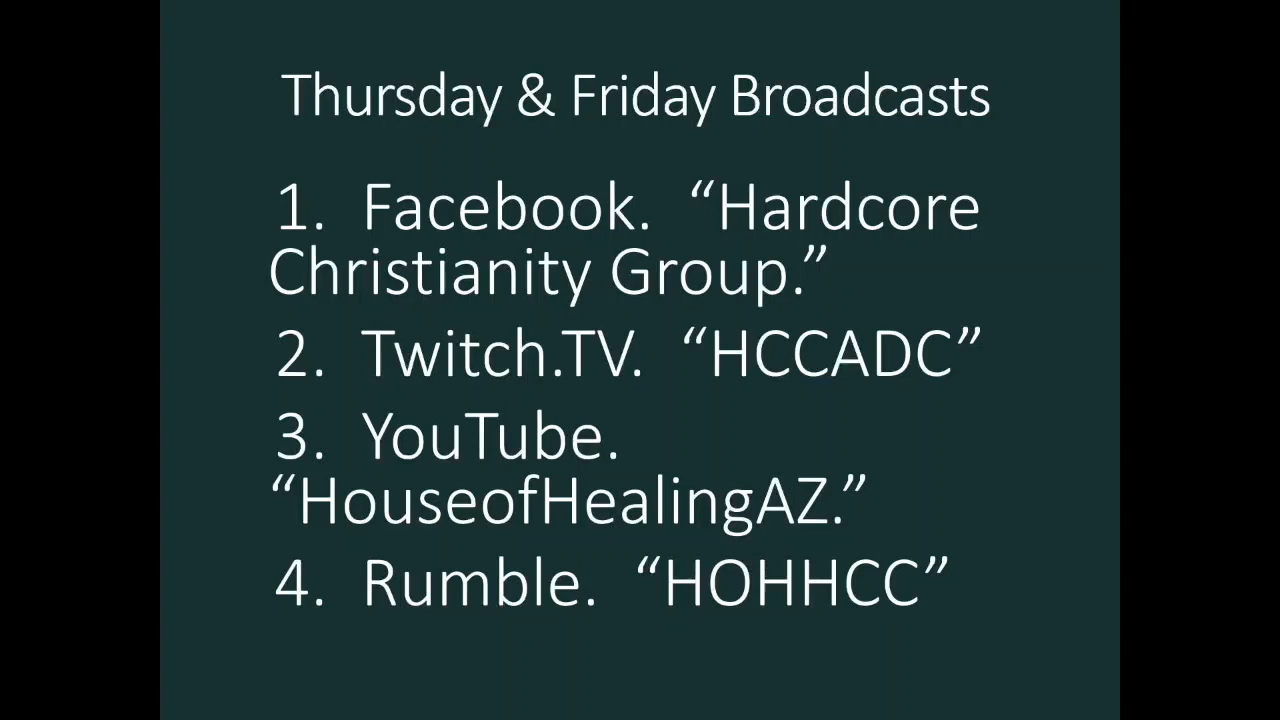 Thursday & Friday Broadcasts
1. Facebook. “Hardcore
Christianity Group.”
2. Twitch.TV. “HCCADC”
3. YouTube.
“HouseofHealingAZ.”
4. Rumble. “HOHHCC”